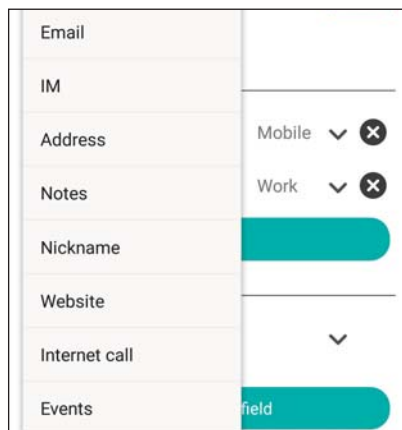 Email
IM
Address
Mobile
Notes
Work
Nickname
Website
Internet call
Events
field